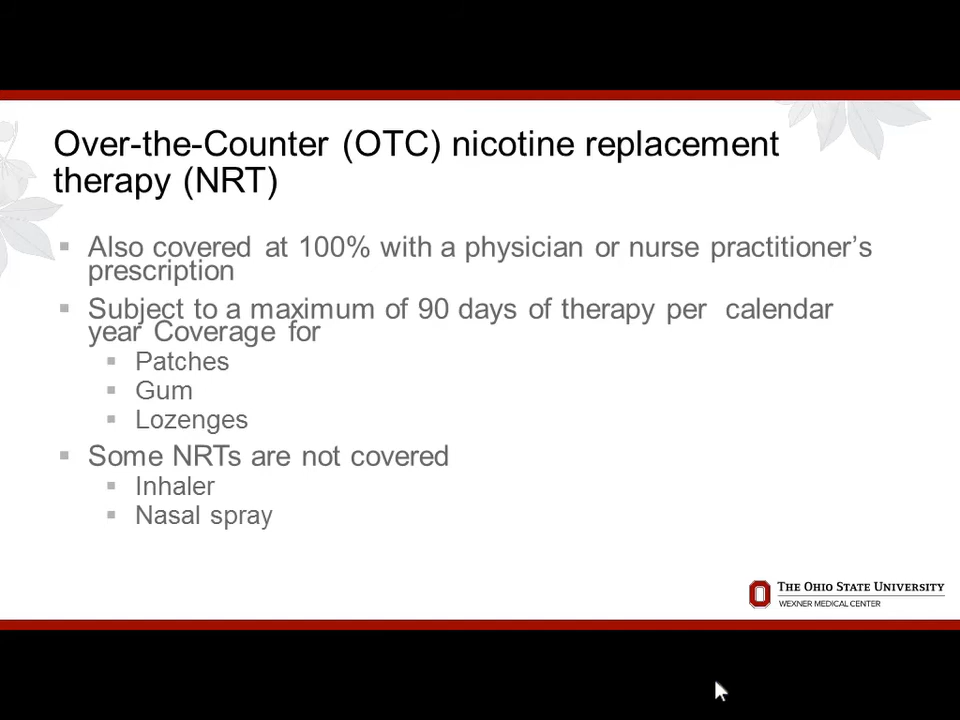 Over-the-Counter (OTC) nicotine replacement
therapy (NRT)
Also covered at 100% with a physician or nurse practitioner’s
prescription
Subject to a maximum of 90 days of therapy per calendar
year Coverage for
Patches
Gum
Lozenges
Some NRTs are not covered
Inhaler
Nasal spray
THE OHIO STATE UNIVERSITY
WEXNER MEDICAL CENTER